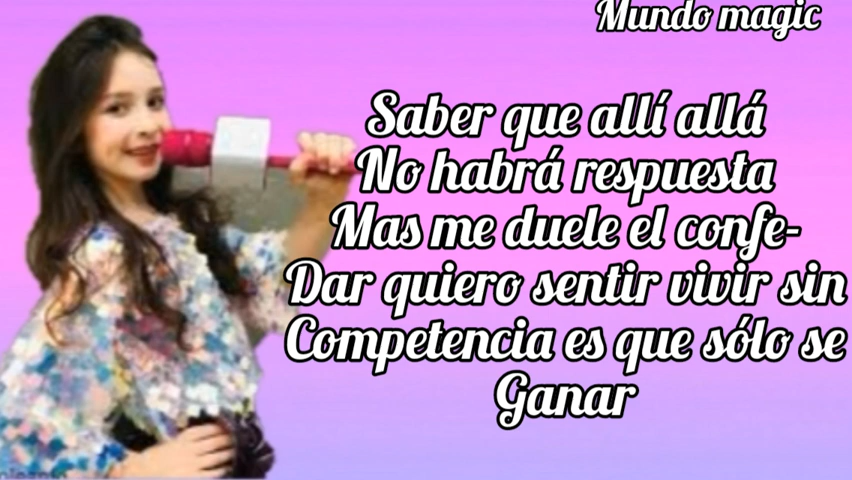 Mundo magic
Saber que allí allá
No habrá respuesta
Mas me duele el confe-
Dar quiero sentir vivir sin
Competencia es que sólo se
Ganar